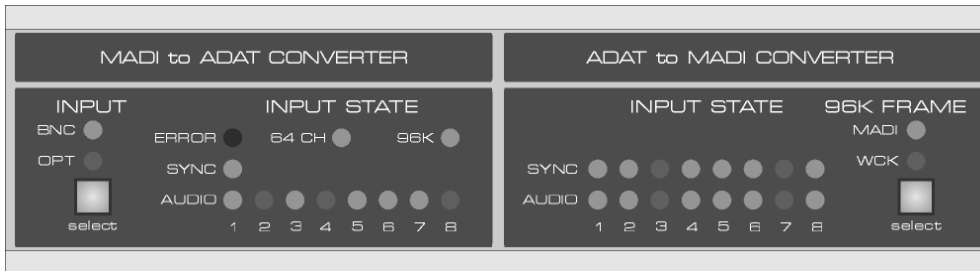 MADI to ADAT CONVERTER
INPUT
BNC
OPT
select
INPUT STATE
ERROR 64 CH 96K
SYNC
AUDIO
1 2 3 4 5 6 7 8
ADAT to MADI CONVERTER
INPUT STATE
SYNC
AUDIO
1 2 3 4 5 6 7 8
96K FRAME
MADI
WCK
select